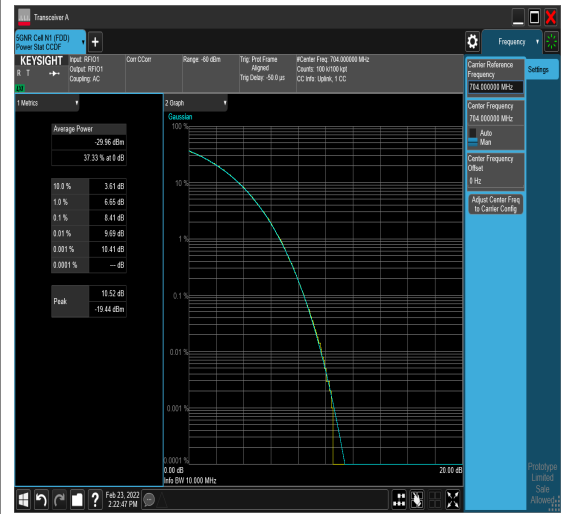 Transceiver A
5GNR Cell N1 (FDD)
Power Stat CCDF
Frequency
KEYSIGHT
R T
LXI
Input: RFIO1
Output: RFIO1
Coupling: AC
Corr CCorr
Range: -60 dBm
Trig: Prd Frame
Aligned
Trig Delay: -50.0 µs
#Center Freq: 704.000000 MHz
Counts: 100 k/100 kpt
CC Info: Uplink, 1 CC
Carrier Reference
Frequency
704.000000 MHz
Settings
Center Frequency
704.000000 MHz
Auto
Man
Center Frequency
Offset
0 Hz
Adjust Center Freq
to Carrier Config
1 Metrics
Average Power
-29.96 dBm
37.33 % at 0 dB
10.0 % 3.61 dB
1.0 % 6.65 dB
0.1 % 8.41 dB
0.01 % 9.69 dB
0.001 % 10.41 dB
0.0001 % --- dB
Peak 10.52 dB
-19.44 dBm
2 Graph
Gaussian
100 %
10 %
1 %
0.1 %
0.01 %
0.001 %
0.0001 %
0.00 dB 20.00 dB
Info BW 10.000 MHz
Feb 23, 2022
2:22:47 PM
Prototype
Limited
Sale
Allowed